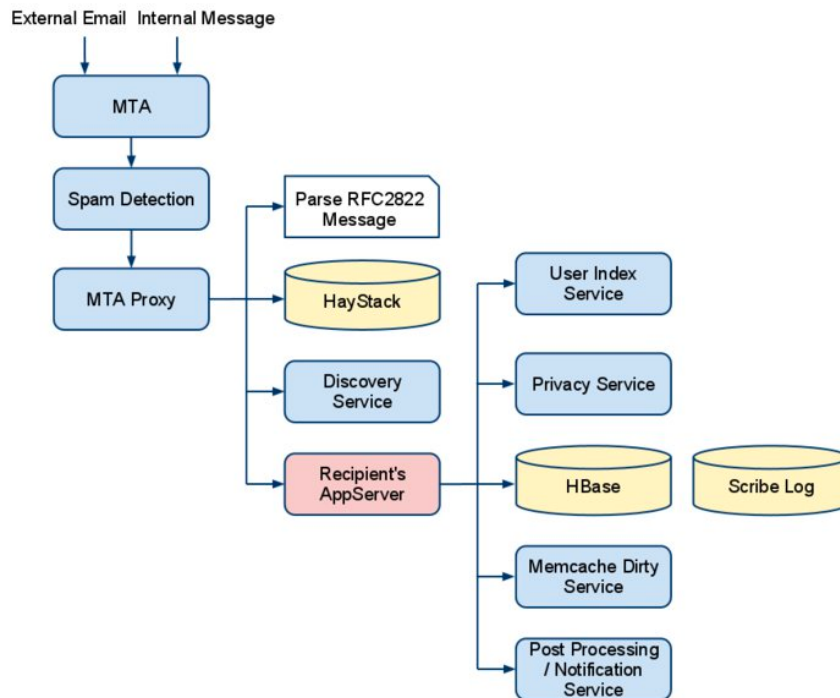 External Email Internal Message
MTA
Spam Detection
Parse RFC2822
Message
MTA Proxy
HayStack
User Index
Service
Discovery
Service
Privacy Service
Recipient's
AppServer
HBase
Scribe Log
Memcache Dirty
Service
Post Processing
/ Notification
Service